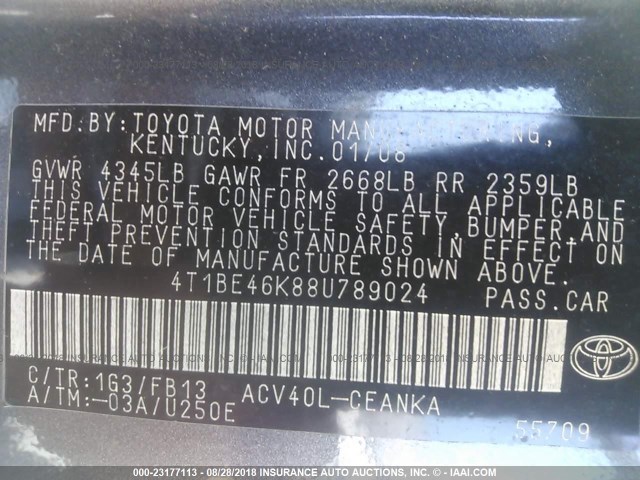 MFD.BY:TOYOTA MOTOR MANUFACTURING,
KENTUCKY,INC.01/08
GVWR 4345LB GAWR FR 2668LB RR 2359LB
THIS VEHICLE CONFORMS TO ALL APPLICABLE
FEDERAL MOTOR VEHICLE SAFETY,BUMPER,AND
THEFT PREVENTION STANDARDS IN EFFECT ON
THE DATE OF MANUFACTURE SHOWN ABOVE.
4T1BE46K88U789024 PASS.CAR
C/TR:1G3/FB13 ACV40L-CEANKA
A/TM:-03A/U250E
55709
TOYOTA
000-23177113 - 08/28/2018 INSURANCE AUTO AUCTIONS - © - IAAI.COM